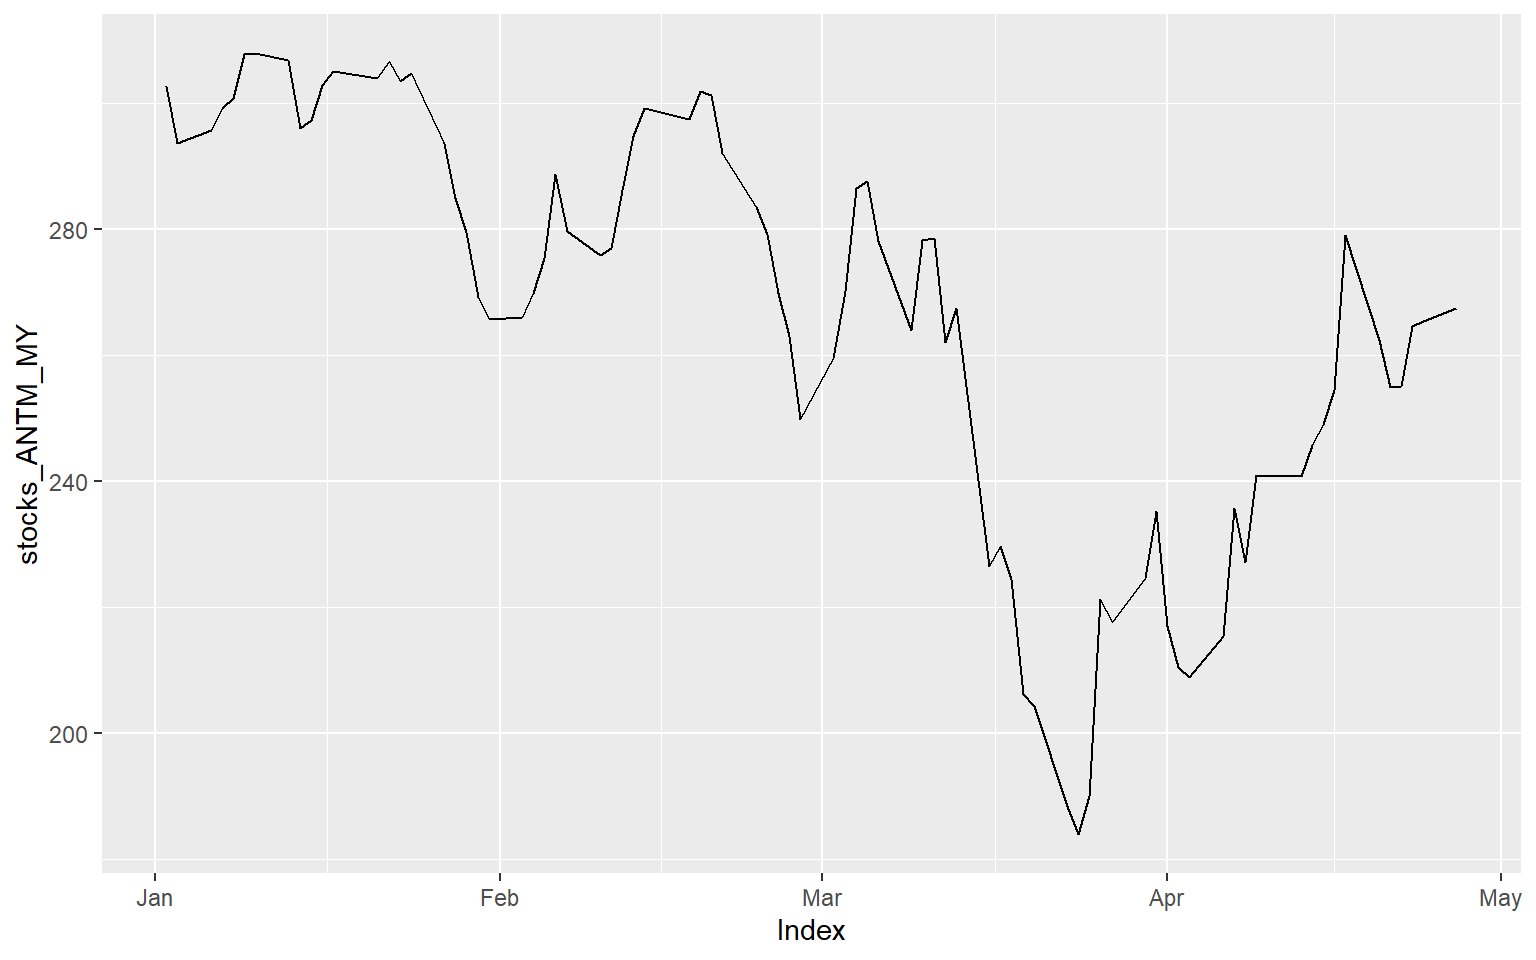 stocks_ANTM_MY
280
240
200
Jan Feb Mar Apr May
Index